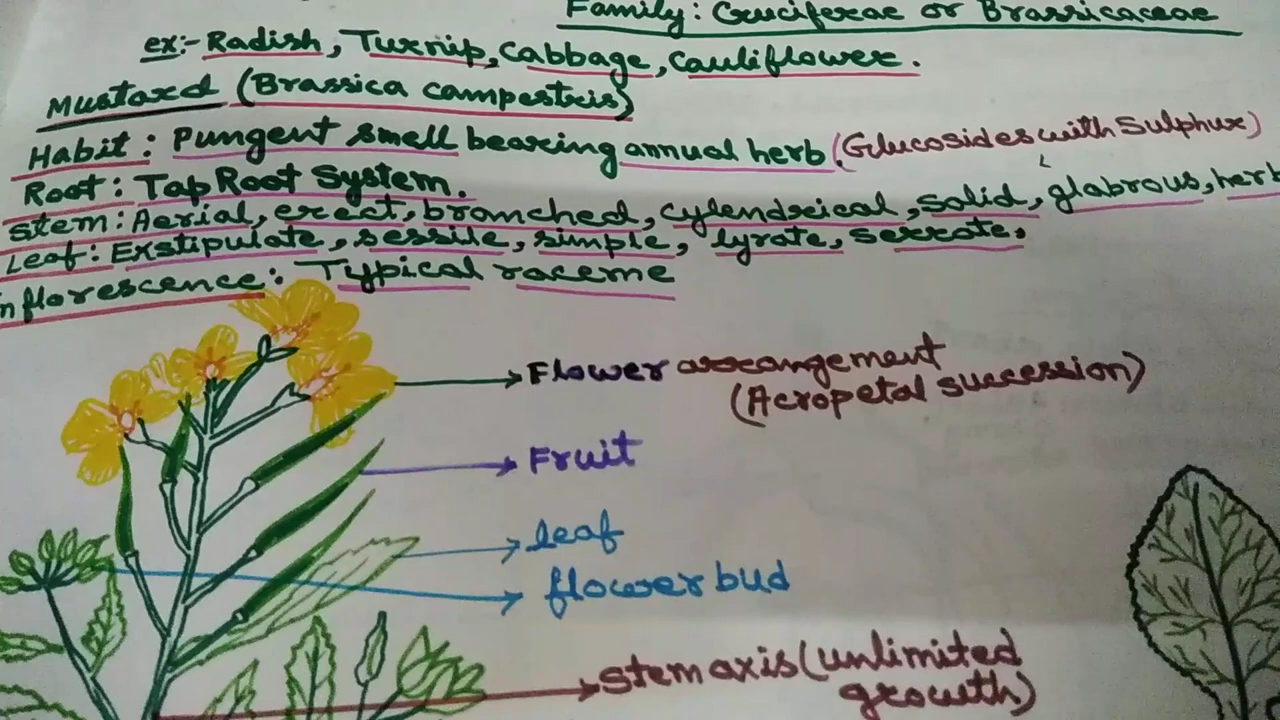 Family: Cruciferae or Brassicaceae
ex:- Radish, Turnip, Cabbage, Cauliflower.
Mustard (Brassica campestris)
Habit: Pungent smell bearing annual herb (Glucosides with Sulphur)
Root: Tap Root System.
Stem: Aerial, erect, branched, cylendrical, solid, glabrous, herb
Leaf: Exstipulate, sessile, simple, lyrate, serrate.
nflorescence: Typical raceme
Flower arrangement
(Acropetal succession)
Fruit
leaf
flower bud
stem axis (unlimited
growth)